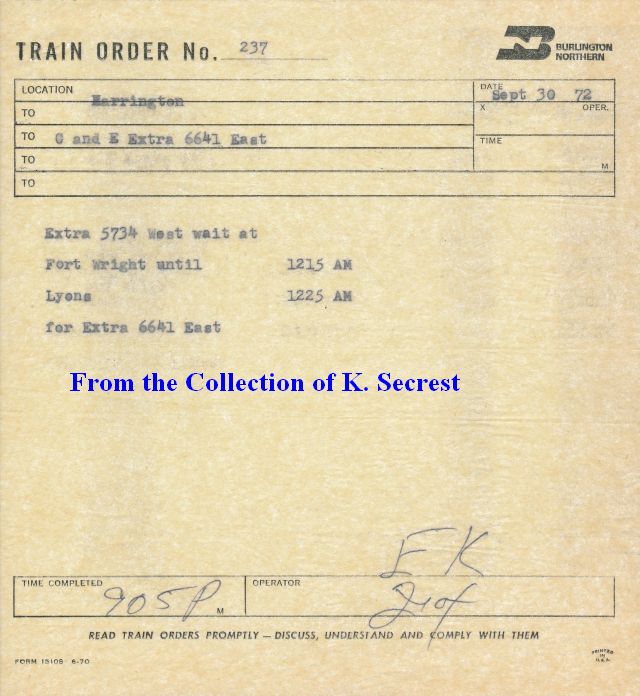 TRAIN ORDER No. 237
BURLINGTON NORTHERN
LOCATION Harrington
DATE Sept 30 72
TO
X OPER.
TO C and E Extra 6641 East
TIME M
TO
TO
Extra 5734 West wait at
Fort Wright until 1215 AM
Lyons 1225 AM
for Extra 6641 East
From the Collection of K. Secrest
E K
TIME COMPLETED 905 P M
OPERATOR
READ TRAIN ORDERS PROMPTLY — DISCUSS, UNDERSTAND AND COMPLY WITH THEM
FORM 15108 6-70
PRINTED IN U.S.A.